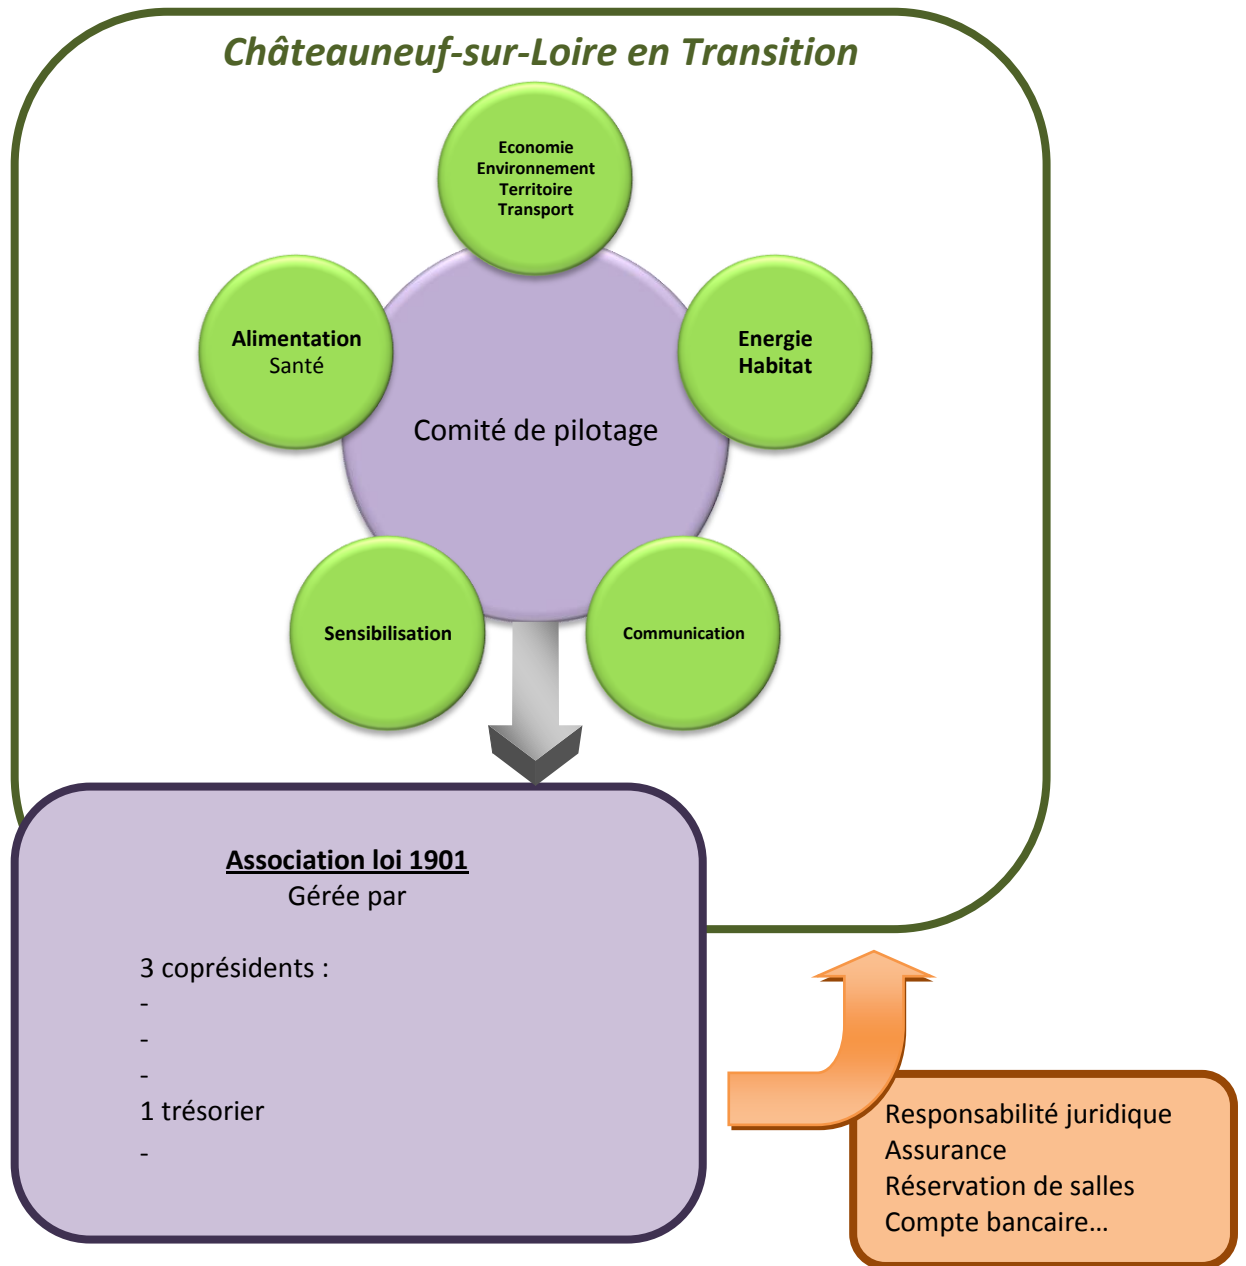 Châteauneuf-sur-Loire en Transition
Economie
Environnement
Territoire
Transport
Alimentation
Santé
Energie
Habitat
Comité de pilotage
Sensibilisation
Communication
Association loi 1901
Gérée par
3 coprésidents :
-
-
-
1 trésorier
-
Responsabilité juridique
Assurance
Réservation de salles
Compte bancaire…